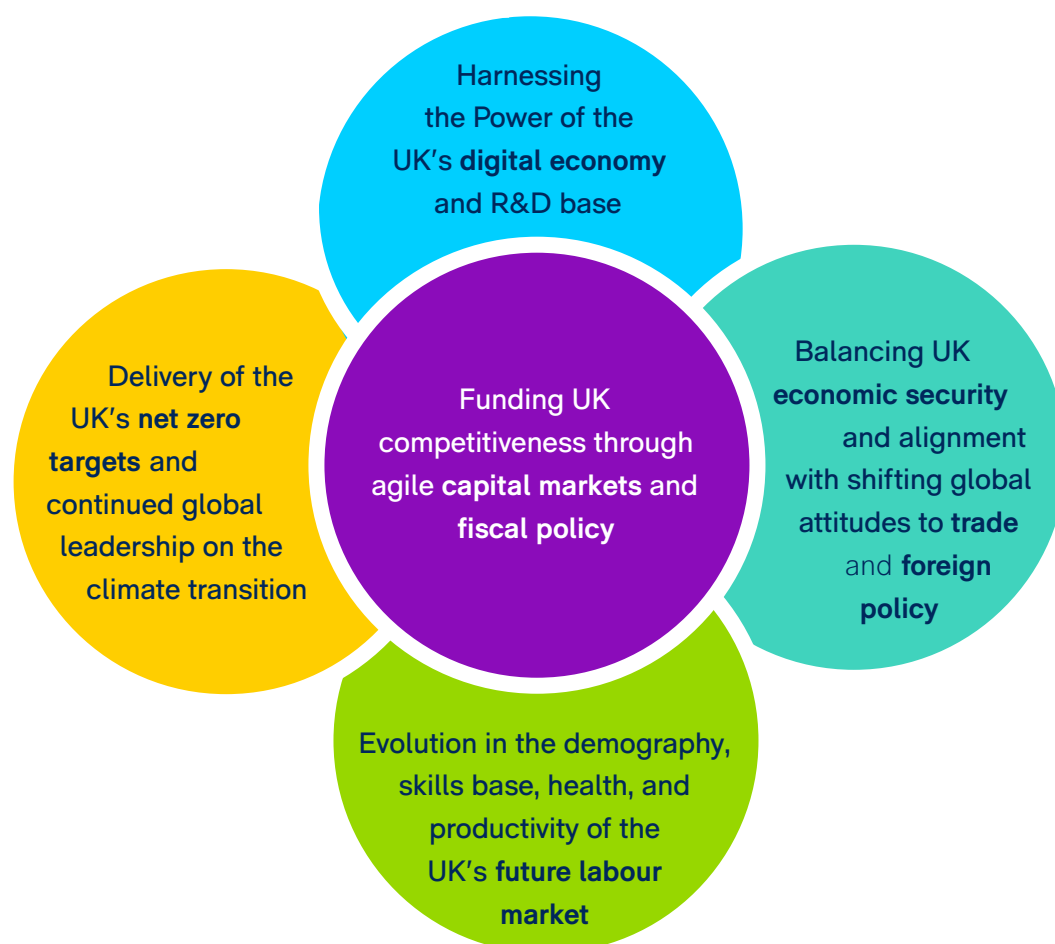 Harnessing
the Power of the
UK's digital economy
and R&D base
Delivery of the
UK's net zero
targets and
continued global
leadership on the
climate transition
Funding UK
competitiveness through
agile capital markets and
fiscal policy
Balancing UK
economic security
and alignment
with shifting global
attitudes to trade
and foreign
policy
Evolution in the demography,
skills base, health, and
productivity of the
UK's future labour
market